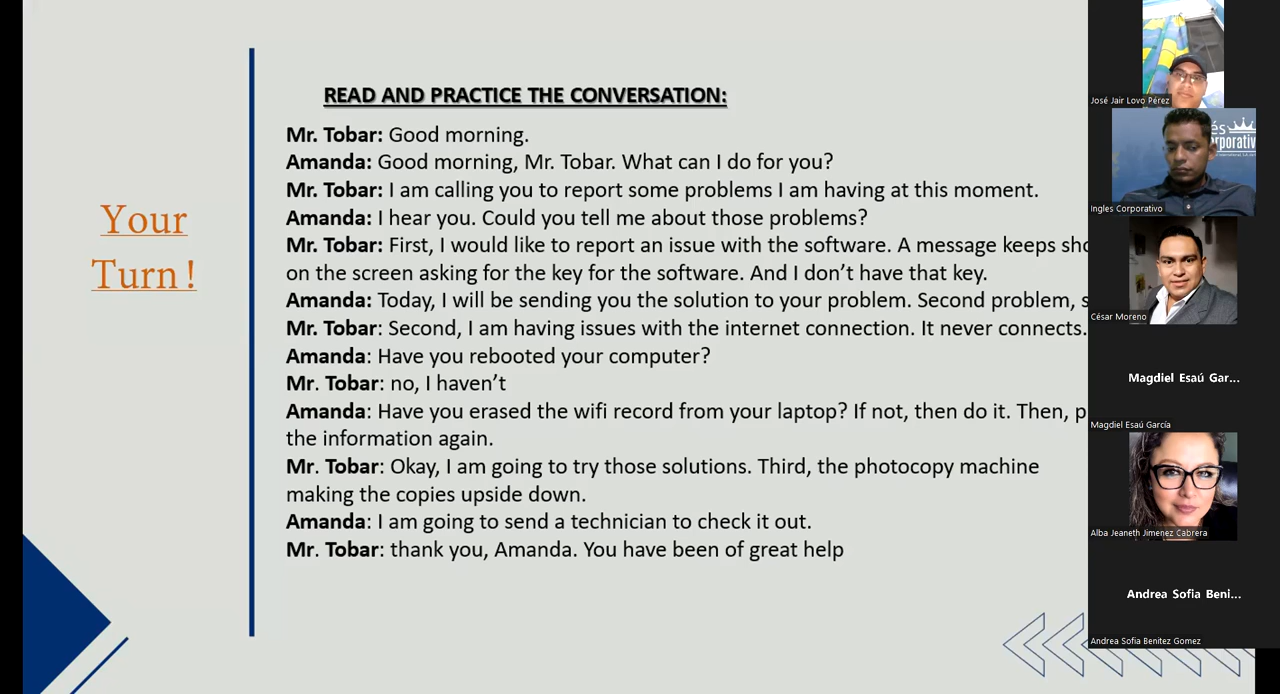 READ AND PRACTICE THE CONVERSATION:
Mr. Tobar: Good morning.
Amanda: Good morning, Mr. Tobar. What can I do for you?
Mr. Tobar: I am calling you to report some problems I am having at this moment.
Amanda: I hear you. Could you tell me about those problems?
Mr. Tobar: First, I would like to report an issue with the software. A message keeps
on the screen asking for the key for the software. And I don’t have that key.
Amanda: Today, I will be sending you the solution to your problem. Second problem,
Mr. Tobar: Second, I am having issues with the internet connection. It never connects.
Amanda: Have you rebooted your computer?
Mr. Tobar: no, I haven’t
Amanda: Have you erased the wifi record from your laptop? If not, then do it. Then,
the information again.
Mr. Tobar: Okay, I am going to try those solutions. Third, the photocopy machine
making the copies upside down.
Amanda: I am going to send a technician to check it out.
Mr. Tobar: thank you, Amanda. You have been of great help
Your
Turn!
José Jair Lovo Pérez
Ingles Corporativo
César Moreno
Magdiel Esaú Gar...
Magdiel Esaú García
Alba Jeaneth Jimenez Cabrera
Andrea Sofia Beni...
Andrea Sofia Benitez Gomez